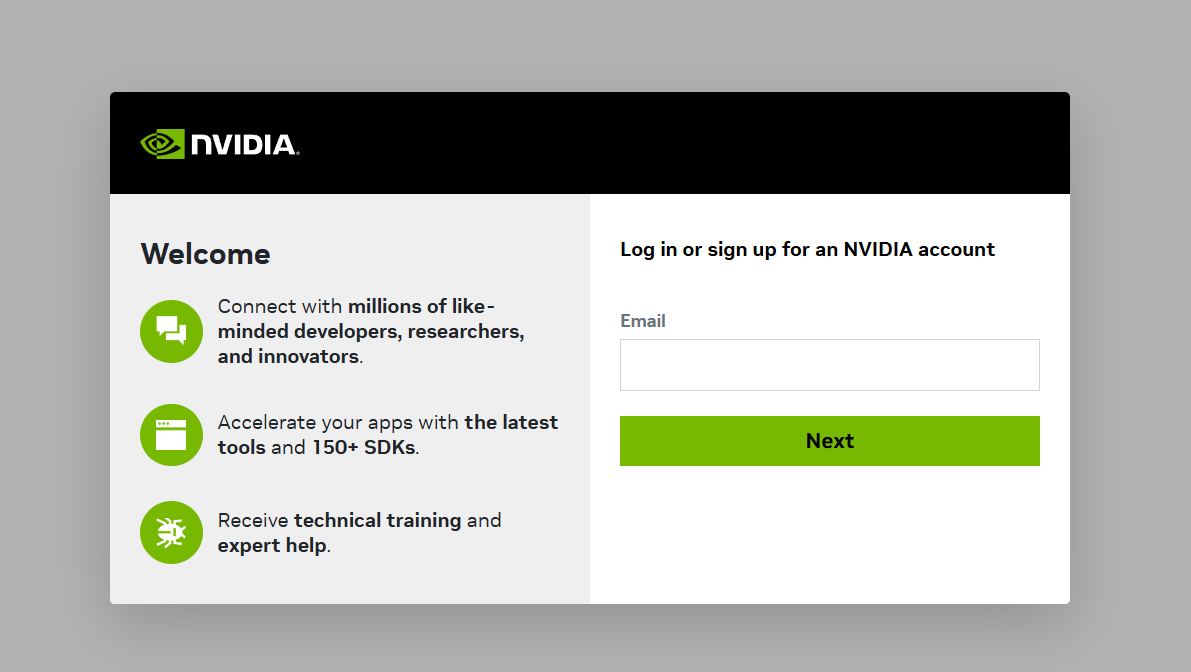 NVIDIA.
Welcome
Connect with millions of like-
minded developers, researchers,
and innovators.
Accelerate your apps with the latest
tools and 150+ SDKs.
Receive technical training and
expert help.
Log in or sign up for an NVIDIA account
Email
Next